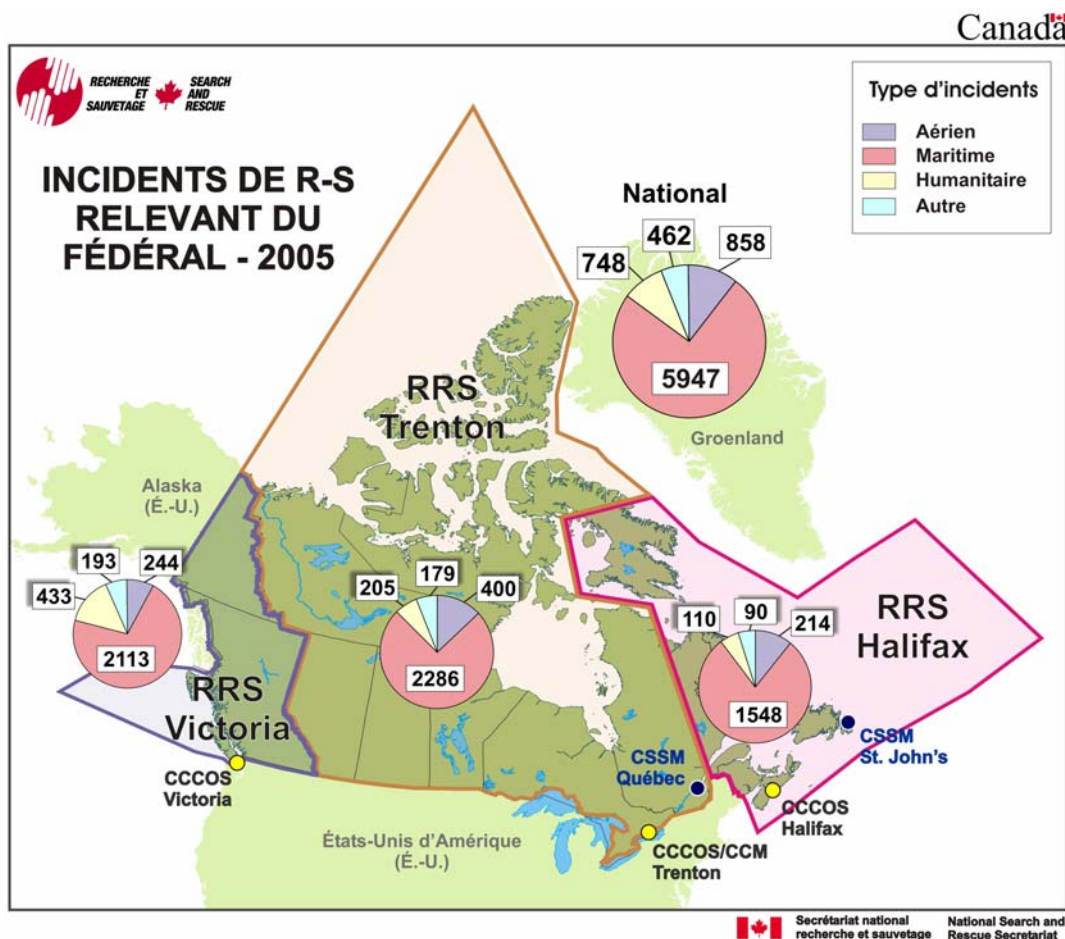 Canada
RECHERCHE
ET
SAUVETAGE
SEARCH
AND
RESCUE
Type d'incidents
Aérien
Maritime
Humanitaire
Autre
INCIDENTS DE R-S
RELEVANT DU
FÉDÉRAL - 2005
National
462
858
748
5947
RRS
Trenton
Groenland
Alaska
(É.-U.)
193
244
433
2113
179
205
400
2286
90
110
214
1548
RRS
Halifax
RRS
Victoria
CSSM
St. John's
CSSM
Québec
CCCOS
Victoria
CCCOS
Halifax
États-Unis d'Amérique
(É.-U.)
CCCOS/CCM
Trenton
Secrétariat national
recherche et sauvetage
National Search and
Rescue Secretariat